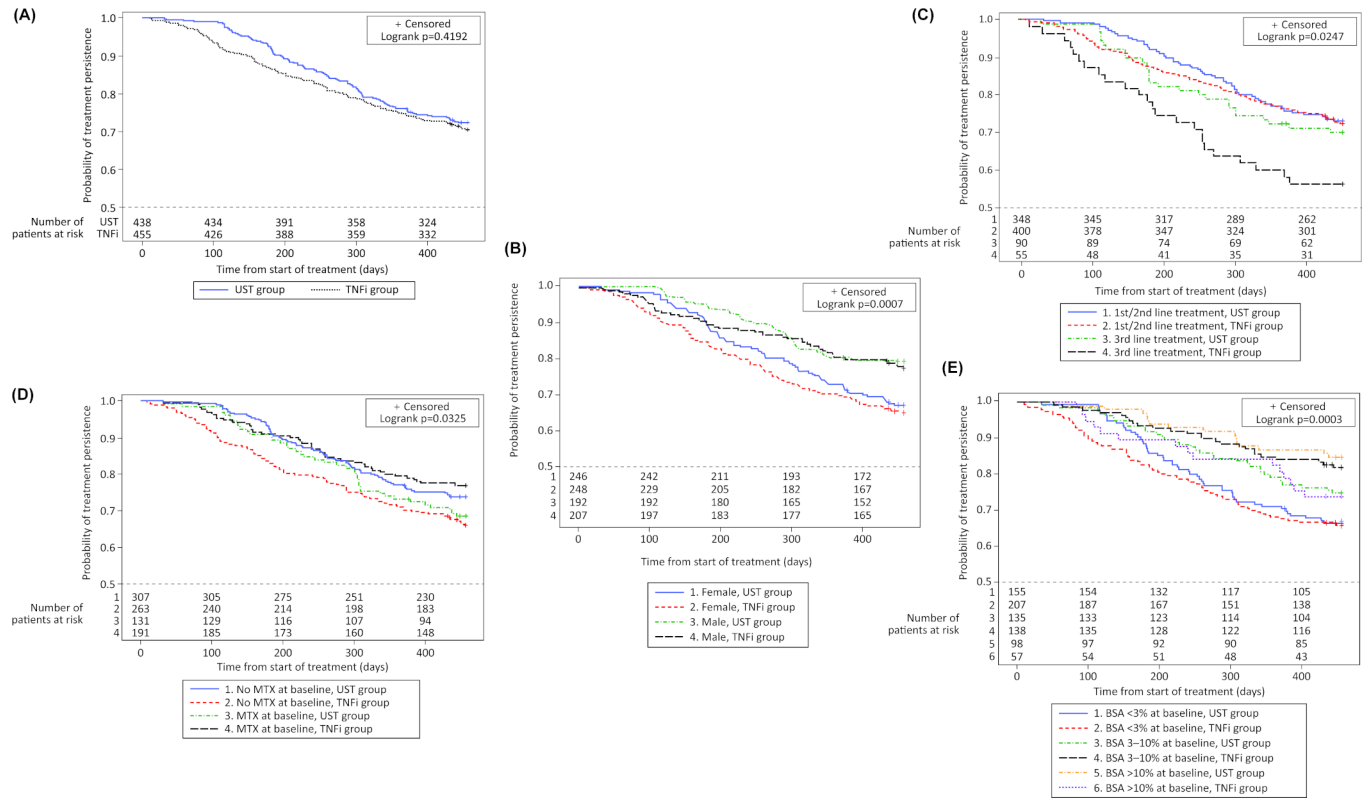 (A)
+ Censored
Logrank p=0.4192
Probability of treatment persistence
1.0
0.9
0.8
0.7
0.6
0.5
Number of patients at risk
UST 438 434 391 358 324
TNFi 455 426 388 359 332
0 100 200 300 400
Time from start of treatment (days)
UST group TNFi group
(B)
+ Censored
Logrank p=0.0007
Probability of treatment persistence
1.0
0.9
0.8
0.7
0.6
0.5
1 246 242 211 193 172
2 248 229 205 182 167
3 192 192 180 165 152
4 207 197 183 177 165
0 100 200 300 400
Time from start of treatment (days)
1. Female, UST group
2. Female, TNFi group
3. Male, UST group
4. Male, TNFi group
(C)
+ Censored
Logrank p=0.0247
Probability of treatment persistence
1.0
0.9
0.8
0.7
0.6
0.5
Number of
patients at risk
1 348 345 317 289 262
2 400 378 347 324 301
3 90 89 74 69 62
4 55 48 41 35 31
0 100 200 300 400
Time from start of treatment (days)
1. 1st/2nd line treatment, UST group
2. 1st/2nd line treatment, TNFi group
3. 3rd line treatment, UST group
4. 3rd line treatment, TNFi group
(D)
+ Censored
Logrank p=0.0325
Probability of treatment persistence
1.0
0.9
0.8
0.7
0.6
0.5
Number of
patients at risk
1 307 305 275 251 230
2 263 240 214 198 183
3 131 129 116 107 94
4 191 185 173 160 148
0 100 200 300 400
Time from start of treatment (days)
1. No MTX at baseline, UST group
2. No MTX at baseline, TNFi group
3. MTX at baseline, UST group
4. MTX at baseline, TNFi group
(E)
+ Censored
Logrank p=0.0003
Probability of treatment persistence
1.0
0.9
0.8
0.7
0.6
0.5
Number of
patients at risk
1 155 154 132 117 105
2 207 187 167 151 138
3 135 133 123 114 104
4 138 135 128 122 116
5 98 97 92 90 85
6 57 54 51 48 43
0 100 200 300 400
Time from start of treatment (days)
1. BSA <3% at baseline, UST group
2. BSA <3% at baseline, TNFi group
3. BSA 3–10% at baseline, UST group
4. BSA 3–10% at baseline, TNFi group
5. BSA >10% at baseline, UST group
6. BSA >10% at baseline, TNFi group